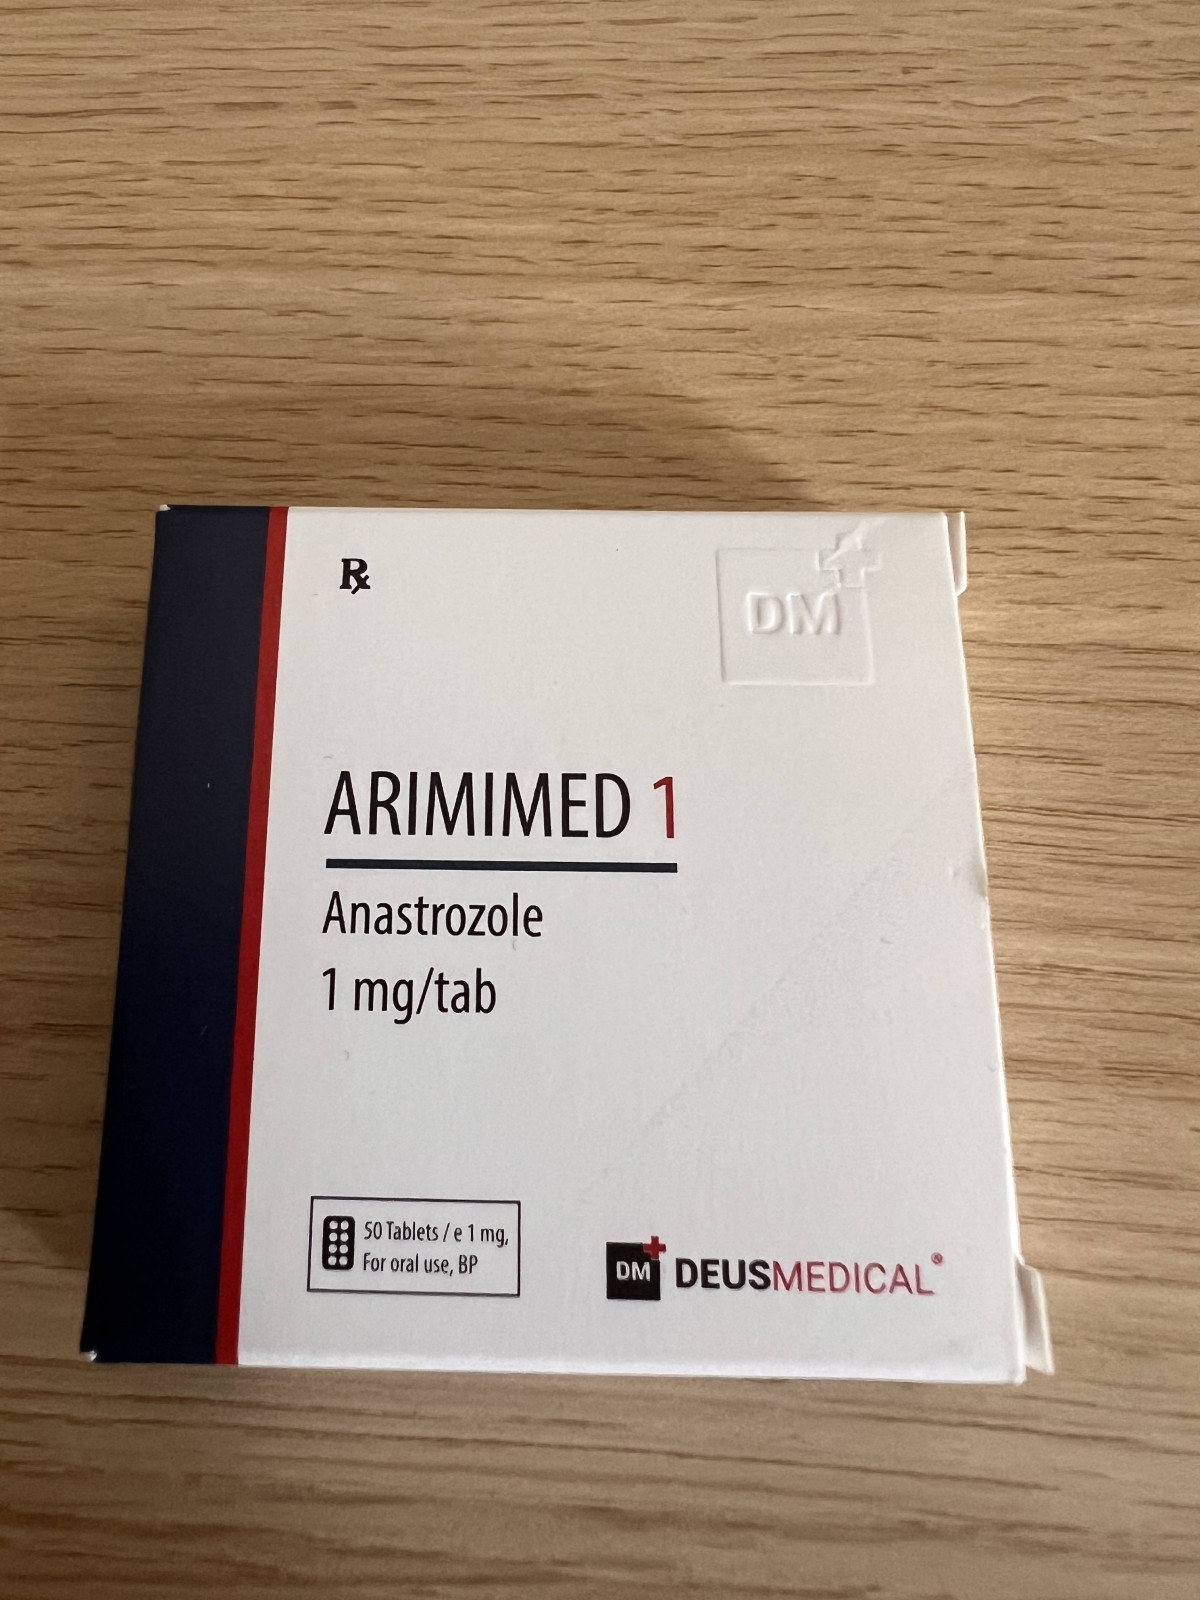 ℞
DM
ARIMIMED 1
Anastrozole
1 mg/tab
50 Tablets / e 1 mg,
For oral use, BP
DM DEUSMEDICAL®